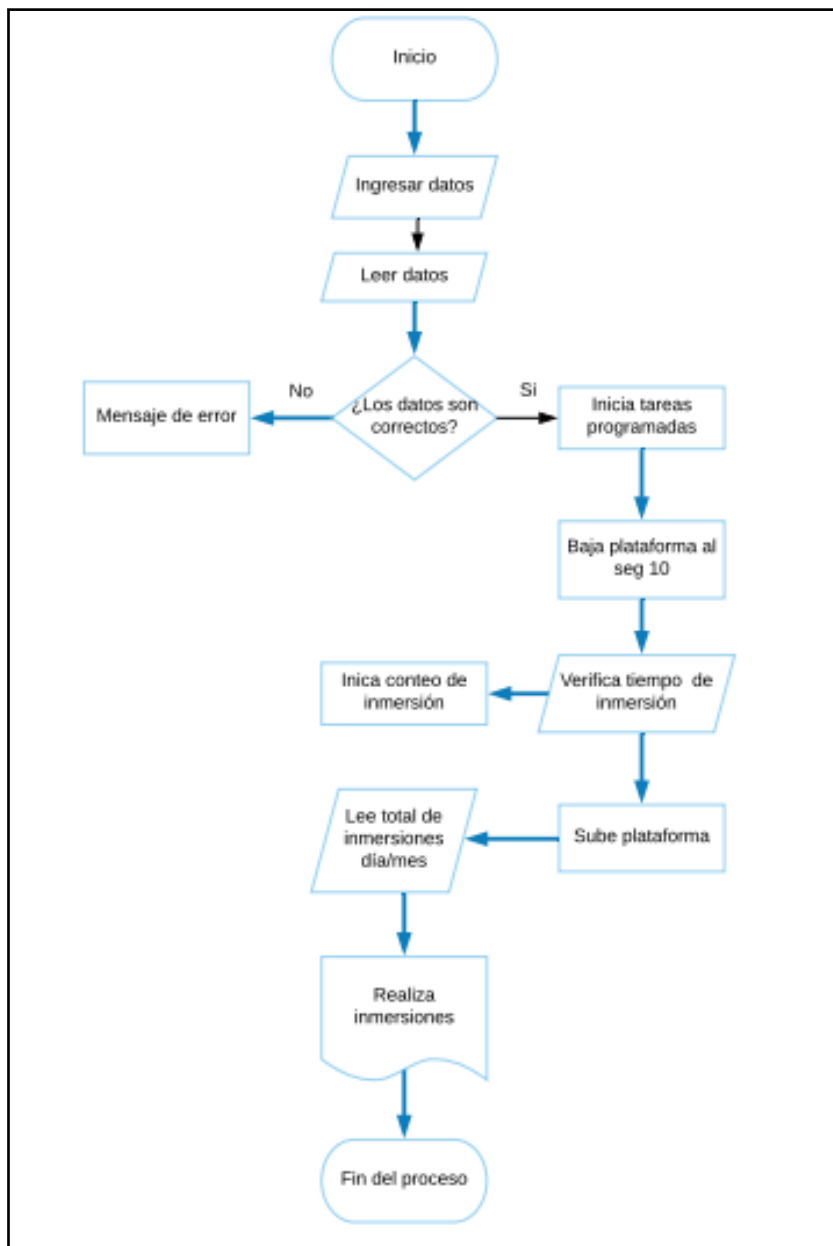 Inicio
Ingresar datos
Leer datos
No
¿Los datos son
correctos?
Si
Mensaje de error
Inicia tareas
programadas
Baja plataforma al
seg 10
Verifica tiempo de
inmersión
Inica conteo de
inmersión
Sube plataforma
Lee total de
inmersiones
día/mes
Realiza
inmersiones
Fin del proceso